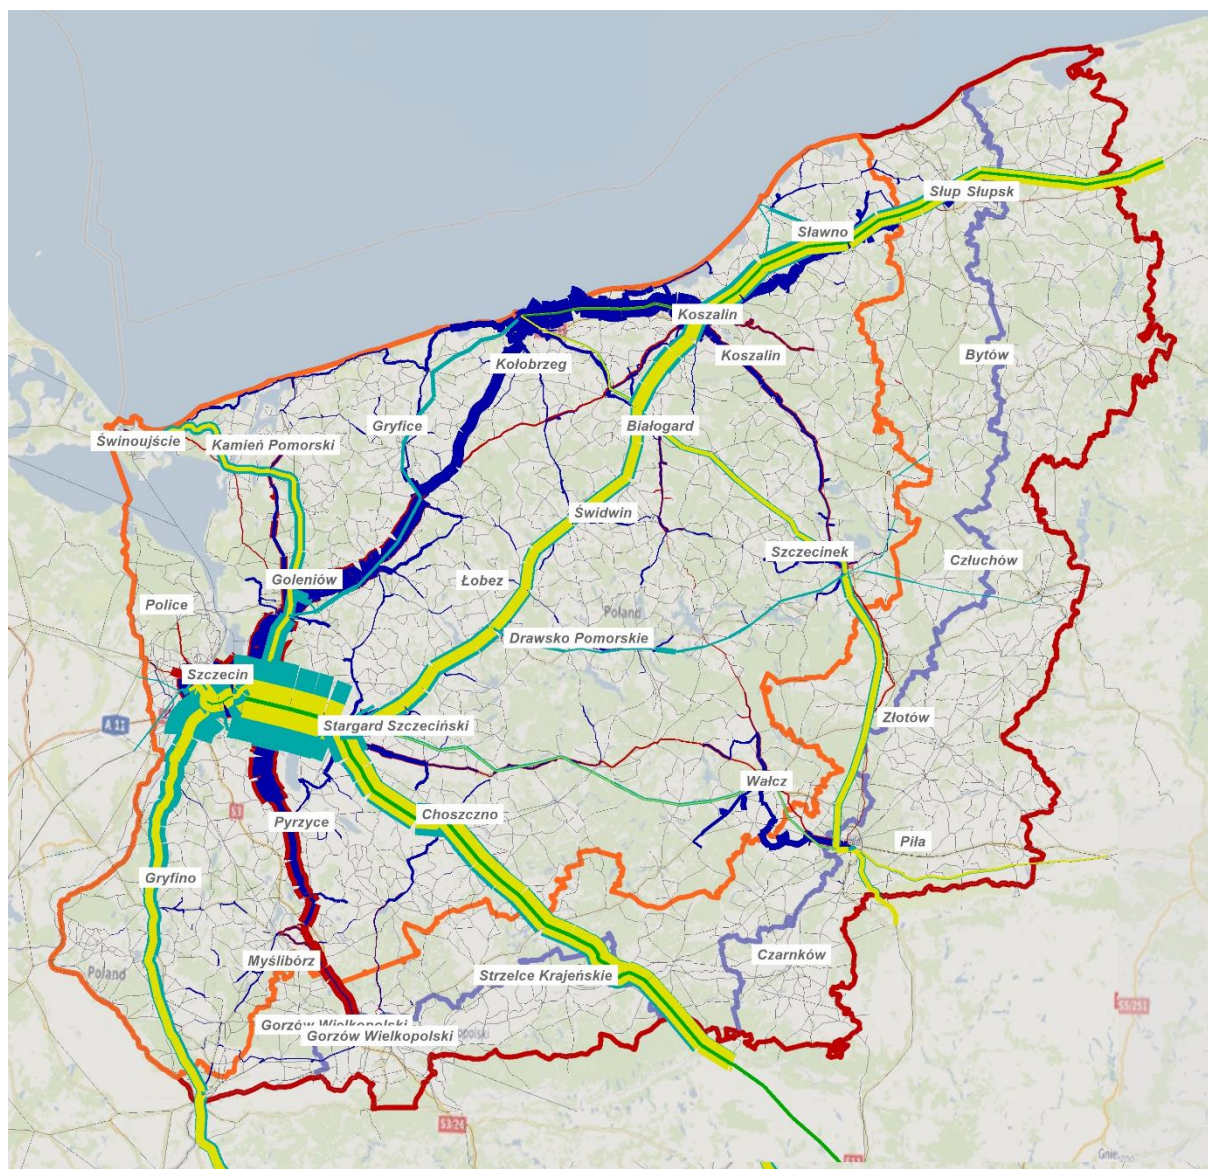 Słup Słupsk
Sławno
Koszalin
Koszalin
Bytów
Kołobrzeg
Gryfice
Białogard
Świnoujście
Kamień Pomorski
Świdwin
Szczecinek
Człuchów
Goleniów
Łobez
Police
Poland
Drawsko Pomorskie
Szczecin
Złotów
A 11
Stargard Szczeciński
Wałcz
S3
Choszczno
Pyrzyce
Piła
Gryfino
Czarnków
Myślibórz
Poland
Strzelce Krajeńskie
S5/251
Gorzów Wielkopolski
Gorzów Wielkopolski
S3/24
S11